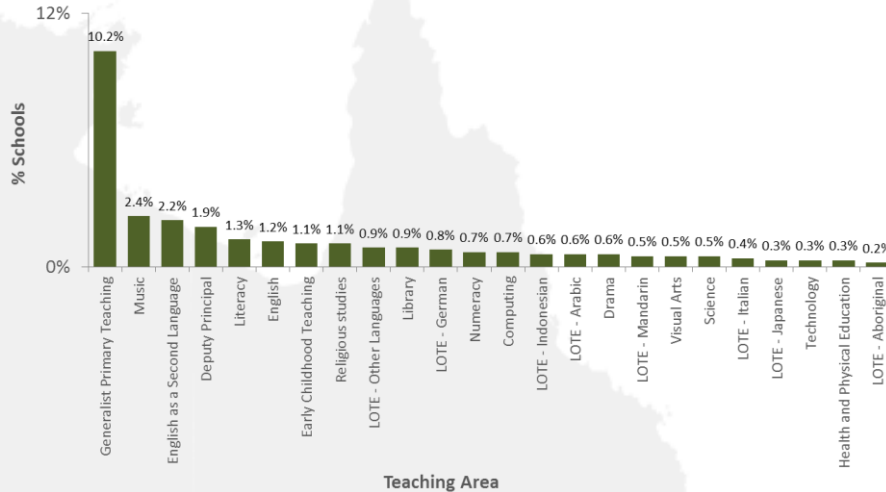 12%
10.2%
2.4%
2.2%
1.9%
1.3%
1.2%
1.1%
1.1%
0.9%
0.9%
0.8%
0.7%
0.7%
0.6%
0.6%
0.6%
0.5%
0.5%
0.5%
0.4%
0.3%
0.3%
0.3%
0.2%
0%
% Schools
Generalist Primary Teaching
Music
English as a Second Language
Deputy Principal
Literacy
English
Early Childhood Teaching
Religious studies
LOTE - Other Languages
Library
LOTE - German
Numeracy
Computing
LOTE - Indonesian
LOTE - Arabic
Drama
LOTE - Mandarin
Visual Arts
Science
LOTE - Italian
LOTE - Japanese
Technology
Health and Physical Education
LOTE - Aboriginal
Teaching Area